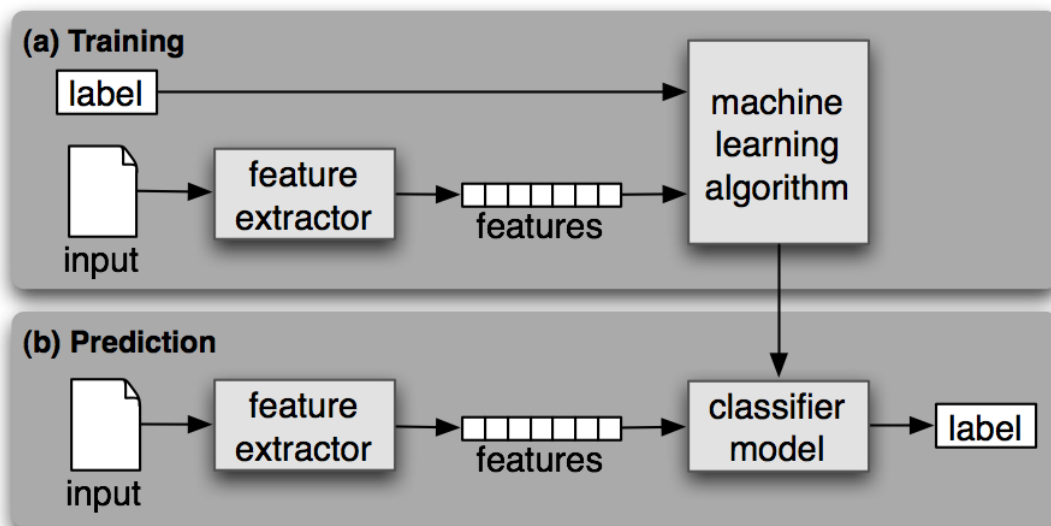 (a) Training
label
machine
learning
algorithm
feature
extractor
features
input
(b) Prediction
feature
extractor
features
classifier
model
label
input